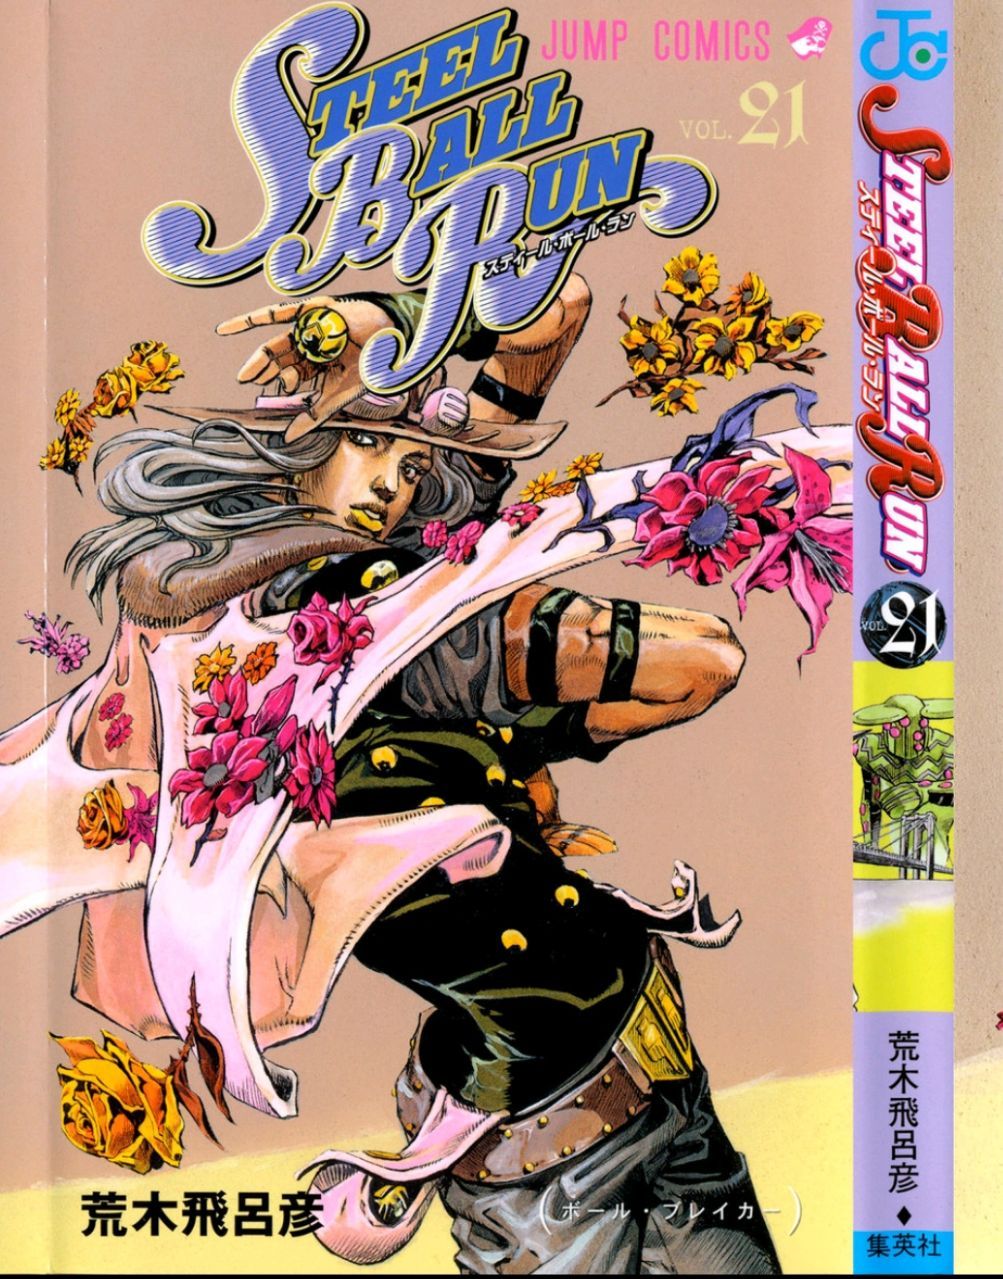 JUMP COMICS
STEEL
BALL
RUN
スティール・ボール・ラン
VOL. 21
荒木飛呂彦
(ボール・ブレイカー)
JC
STEEL BALL RUN
スティール・ボール・ラン
VOL. 21
荒木飛呂彦
集英社